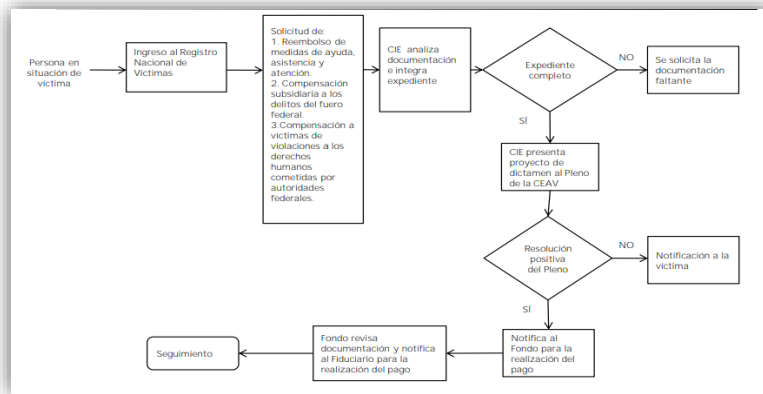 Persona en
situación de
víctima
Ingreso al Registro
Nacional de
Víctimas
Solicitud de:
1. Reembolso de
medidas de ayuda,
asistencia y
atención.
2. Compensación
subsidiaria a los
delitos del fuero
federal.
3.Compensación a
víctimas de
violaciones a los
derechos
humanos
cometidas por
autoridades
federales.
CIE analiza
documentación
e integra
expediente
Expediente
completo
NO
Se solicita la
documentación
faltante
SÍ
CIE presenta
proyecto de
dictamen al Pleno
de la CEAV
Resolución
positiva
del Pleno
NO
Notificación a la
víctima
SÍ
Notifica al
Fondo para la
realización del
pago
Fondo revisa
documentación y notifica
al Fiduciario para la
realización del pago
Seguimiento